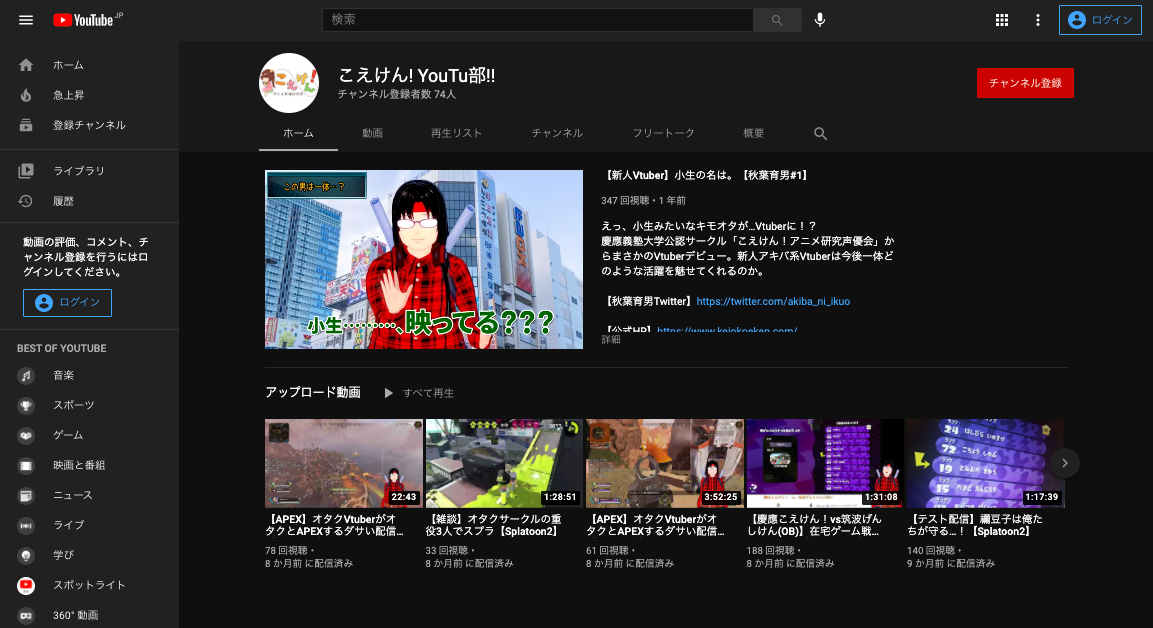 YouTube JP
検索
ログイン
ホーム
急上昇
登録チャンネル
ライブラリ
履歴
動画の評価、コメント、チ
ャンネル登録を行うにはロ
グインしてください。
ログイン
BEST OF YOUTUBE
音楽
スポーツ
ゲーム
映画と番組
ニュース
ライブ
学び
スポットライト
360° 動画
こえけん!
こえけん! YouTu部!!
チャンネル登録者数 74人
チャンネル登録
ホーム
動画
再生リスト
チャンネル
フリートーク
概要
この男は一体…？
小生………、映ってる???
【新人Vtuber】小生の名は。【秋葉育男#1】
347 回視聴・1 年前
えっ、小生みたいなキモオタが…Vtuberに！？
慶應義塾大学公認サークル「こえけん！アニメ研究声優会」か
らまさかのVtuberデビュー。新人アキバ系Vtuberは今後一体ど
のような活躍を魅せてくれるのか。
【秋葉育男Twitter】https://twitter.com/akiba_ni_ikuo
【公式HP】https://www.keiokoeken.com/
詳細
アップロード動画
すべて再生
22:43
1:28:51
3:52:25
1:31:08
1:17:39
【APEX】オタクVtuberがオ
タクとAPEXするダサい配信...
78 回視聴・
8 か月前 に配信済み
【雑談】オタクサークルの重
役3人でスプラ【Splatoon2】
33 回視聴・
8 か月前 に配信済み
【APEX】オタクVtuberがオ
タクとAPEXするダサい配信...
61 回視聴・
8 か月前 に配信済み
【慶應こえけん！vs筑波げん
しけん(OB)】在宅ゲーム戦...
188 回視聴・
8 か月前 に配信済み
【テスト配信】禰豆子は俺た
ちが守る...！【Splatoon2】
140 回視聴・
9 か月前 に配信済み